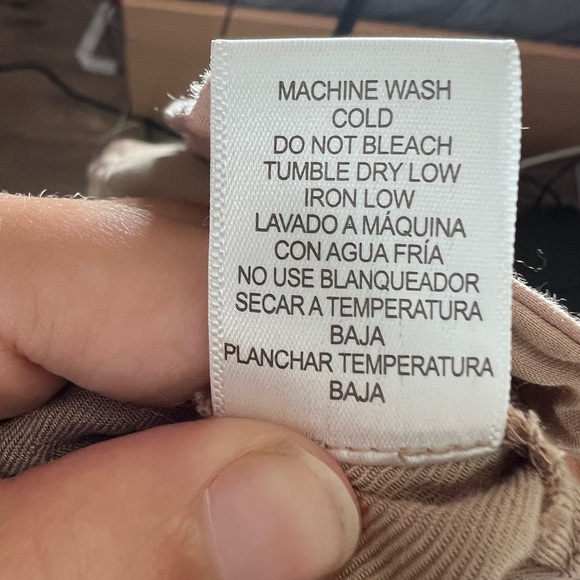 MACHINE WASH
COLD
DO NOT BLEACH
TUMBLE DRY LOW
IRON LOW
LAVADO A MÁQUINA
CON AGUA FRÍA
NO USE BLANQUEADOR
SECAR A TEMPERATURA
BAJA
PLANCHAR TEMPERATURA
BAJA